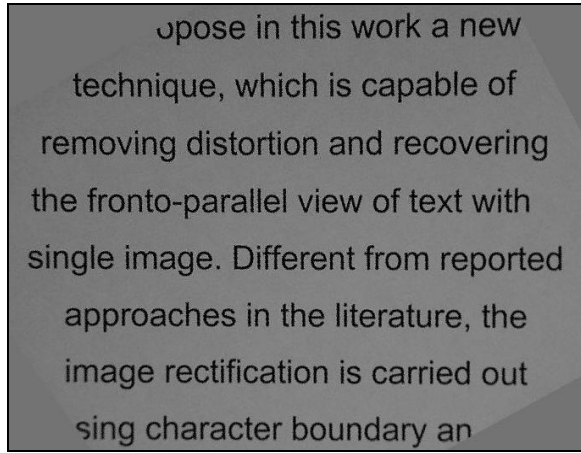 opose in this work a new
technique, which is capable of
removing distortion and recovering
the fronto-parallel view of text with
single image. Different from reported
approaches in the literature, the
image rectification is carried out
sing character boundary an